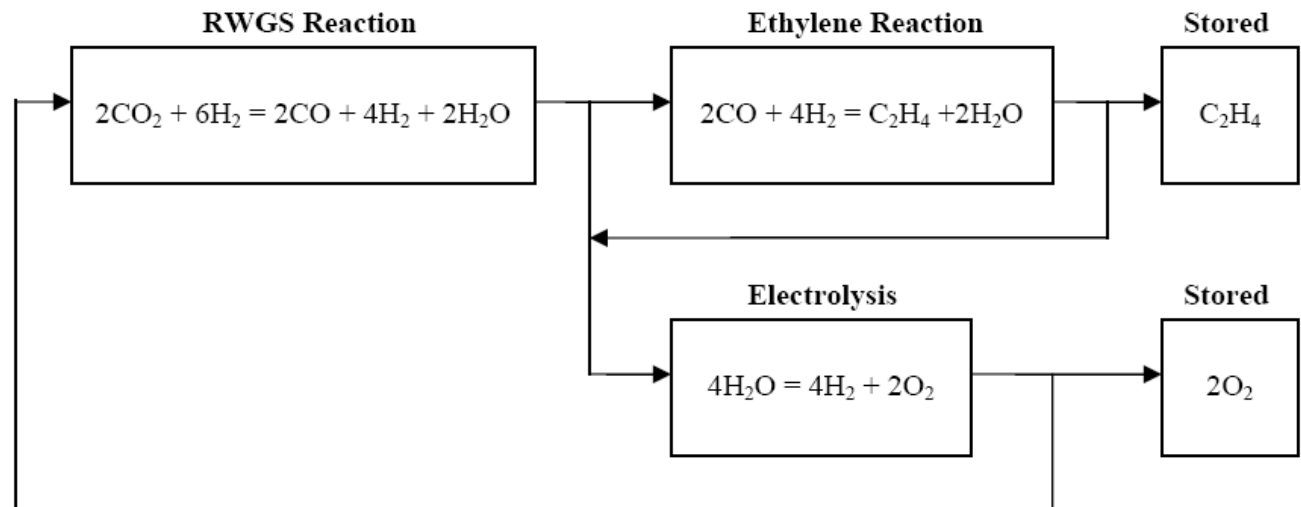 RWGS Reaction
2CO₂ + 6H₂ = 2CO + 4H₂ + 2H₂O
Ethylene Reaction
2CO + 4H₂ = C₂H₄ +2H₂O
Stored
C₂H₄
Electrolysis
4H₂O = 4H₂ + 2O₂
Stored
2O₂